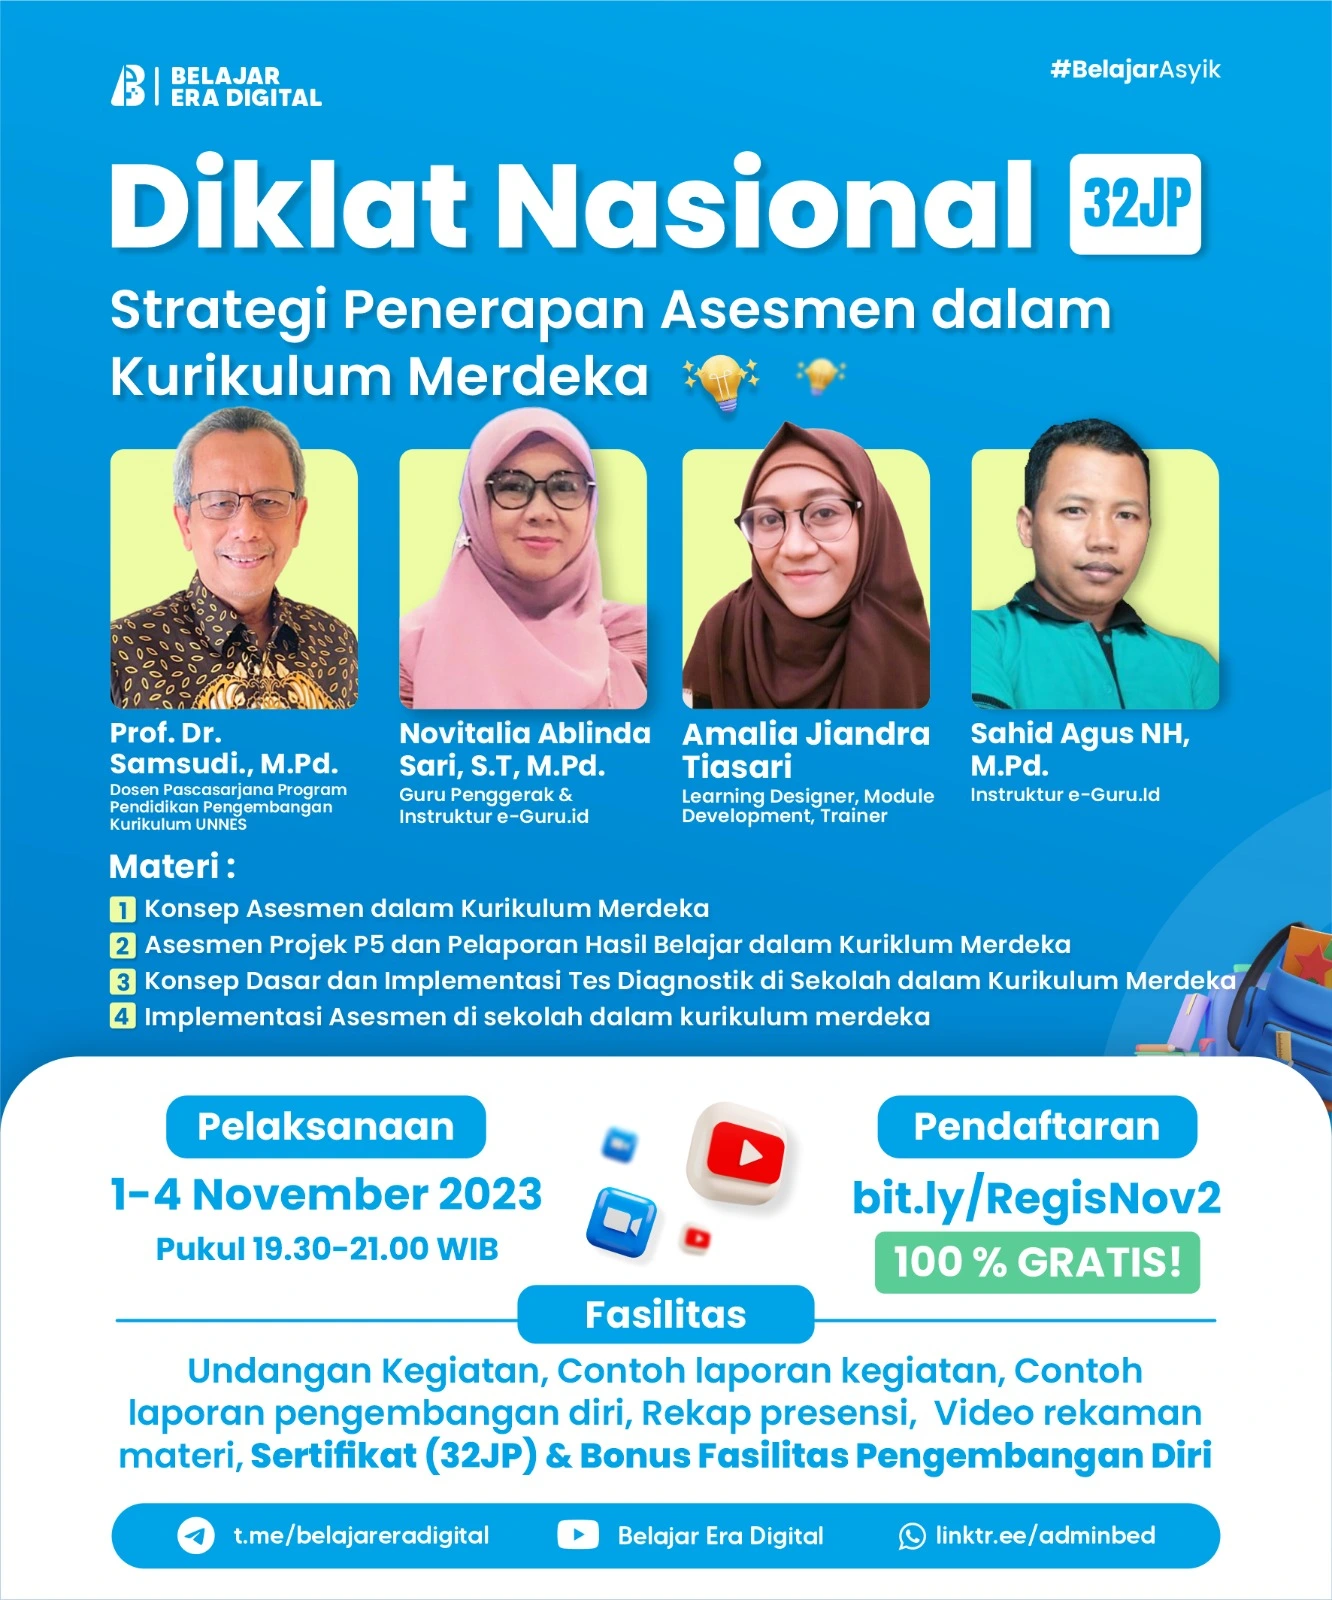 BELAJAR
ERA DIGITAL
#BelajarAsyik
Diklat Nasional 32JP
Strategi Penerapan Asesmen dalam
Kurikulum Merdeka
Prof. Dr.
Samsudi., M.Pd.
Dosen Pascasarjana Program
Pendidikan Pengembangan
Kurikulum UNNES
Novitalia Ablinda
Sari, S.T, M.Pd.
Guru Penggerak &
Instruktur e-Guru.id
Amalia Jiandra
Tiasari
Learning Designer, Module
Development, Trainer
Sahid Agus NH,
M.Pd.
Instruktur e-Guru.Id
Materi :
1 Konsep Asesmen dalam Kurikulum Merdeka
2 Asesmen Projek P5 dan Pelaporan Hasil Belajar dalam Kuriklum Merdeka
3 Konsep Dasar dan Implementasi Tes Diagnostik di Sekolah dalam Kurikulum Merdeka
4 Implementasi Asesmen di sekolah dalam kurikulum merdeka
Pelaksanaan
1-4 November 2023
Pukul 19.30-21.00 WIB
Pendaftaran
bit.ly/RegisNov2
100 % GRATIS!
Fasilitas
Undangan Kegiatan, Contoh laporan kegiatan, Contoh
laporan pengembangan diri, Rekap presensi, Video rekaman
materi, Sertifikat (32JP) & Bonus Fasilitas Pengembangan Diri
t.me/belajareradigital
Belajar Era Digital
linktr.ee/adminbed